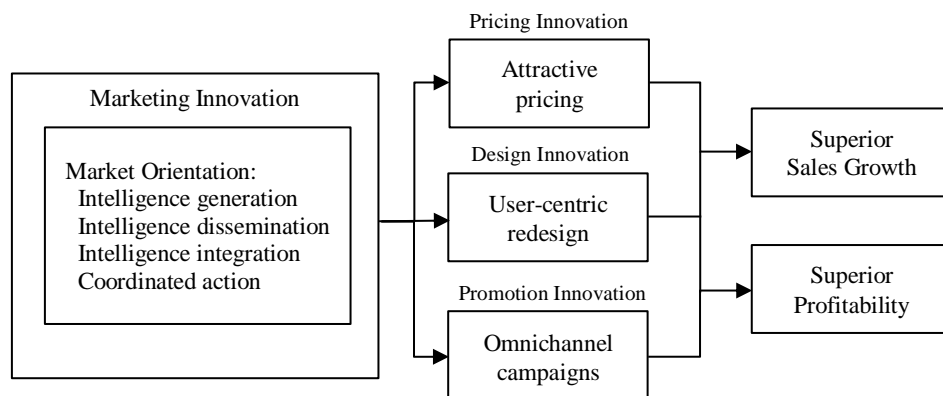 Marketing Innovation
Market Orientation:
Intelligence generation
Intelligence dissemination
Intelligence integration
Coordinated action
Pricing Innovation
Attractive
pricing
Design Innovation
User-centric
redesign
Promotion Innovation
Omnichannel
campaigns
Superior
Sales Growth
Superior
Profitability